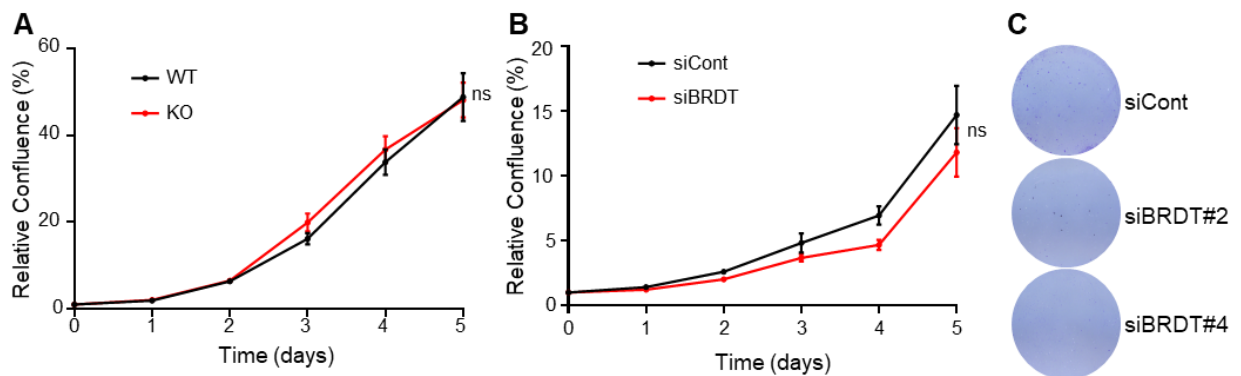 A
Relative Confluence (%)
60
40
20
0
WT
KO
ns
0 1 2 3 4 5
Time (days)
B
Relative Confluence (%)
20
15
10
5
0
siCont
siBRDT
ns
0 1 2 3 4 5
Time (days)
C
siCont
siBRDT#2
siBRDT#4